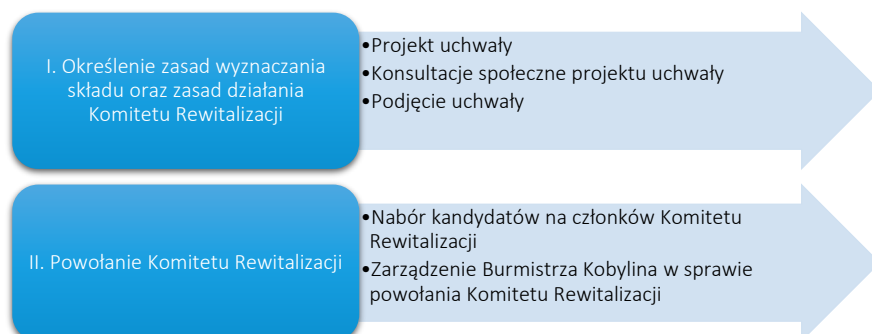 I. Określenie zasad wyznaczania
składu oraz zasad działania
Komitetu Rewitalizacji
•Projekt uchwały
•Konsultacje społeczne projektu uchwały
•Podjęcie uchwały
II. Powołanie Komitetu Rewitalizacji
•Nabór kandydatów na członków Komitetu
Rewitalizacji
•Zarządzenie Burmistrza Kobylina w sprawie
powołania Komitetu Rewitalizacji